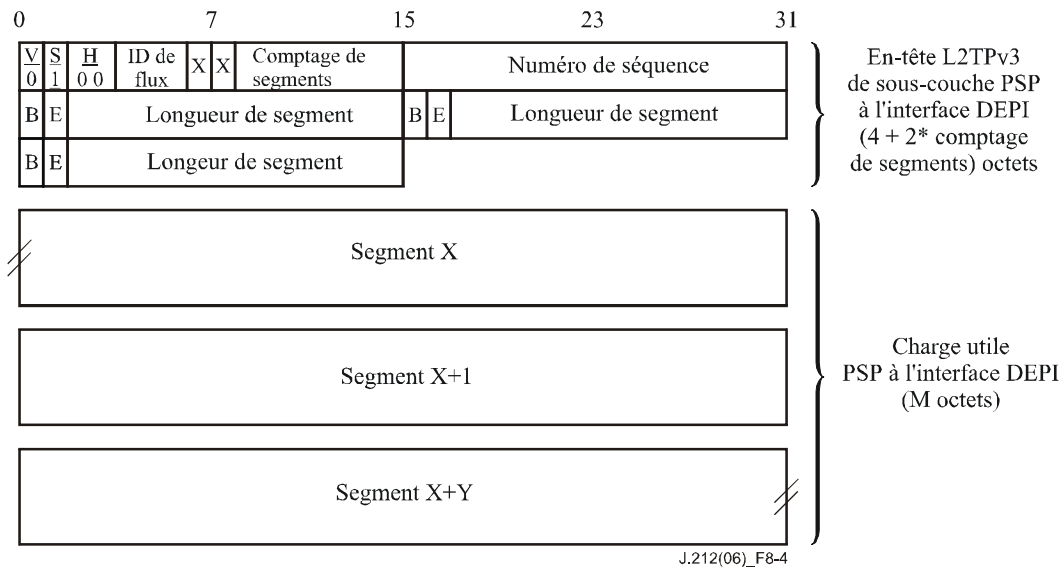 0 7 15 23 31
V 0 S 1 H 0 0 ID de flux X X Comptage de segments Numéro de séquence
B E Longueur de segment B E Longueur de segment
B E Longeur de segment
En-tête L2TPv3
de sous-couche PSP
à l'interface DEPI
(4 + 2* comptage
de segments) octets
Segment X
Segment X+1
Segment X+Y
Charge utile
PSP à l'interface DEPI
(M octets)
J.212(06)_F8-4